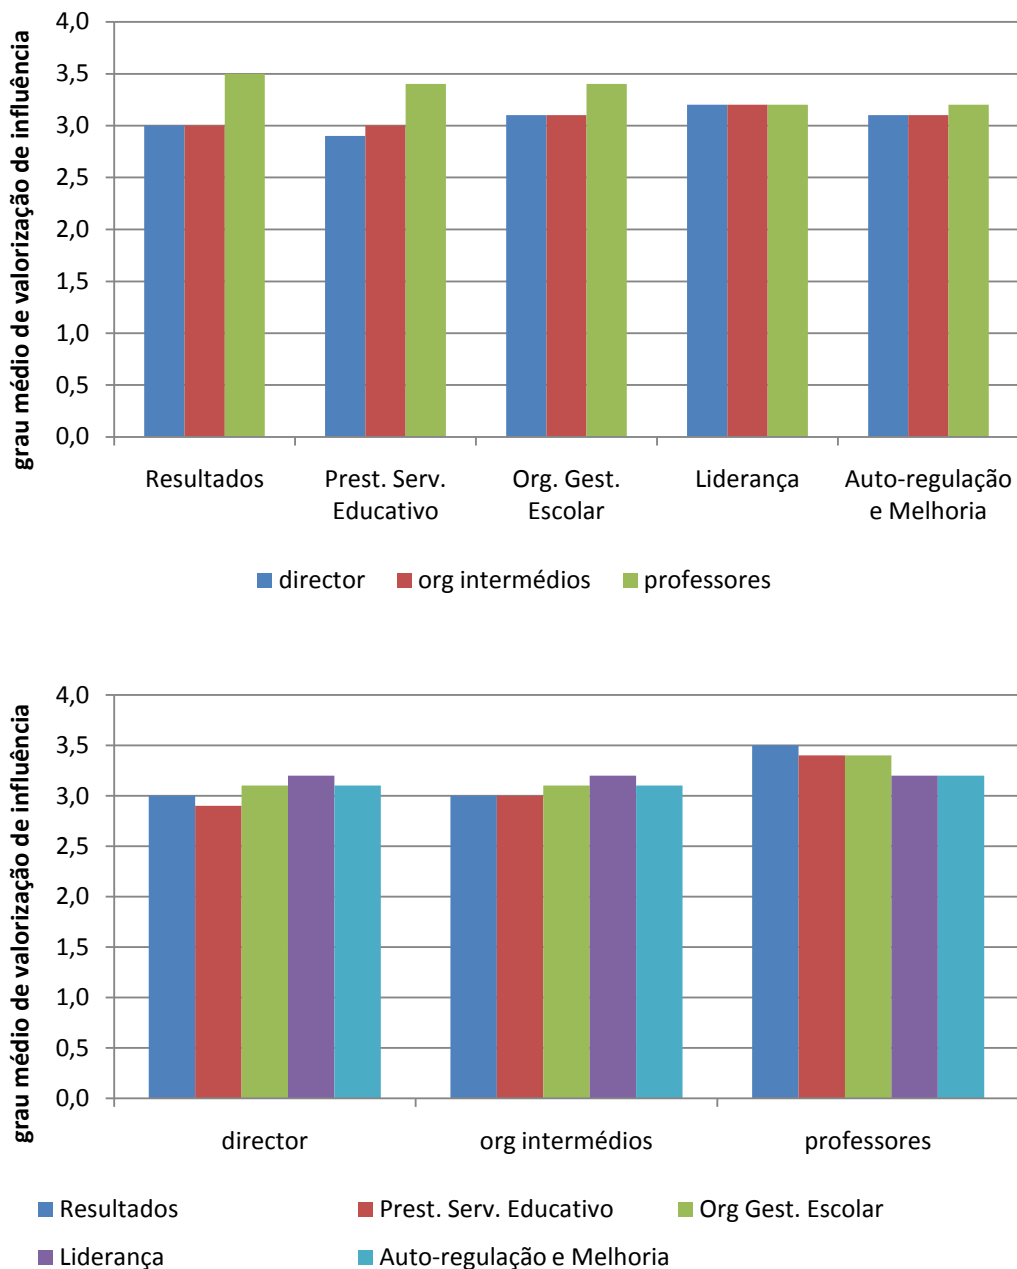 grau médio de valorização de influência
4,0
3,5
3,0
2,5
2,0
1,5
1,0
0,5
0,0
Resultados
Prest. Serv.
Educativo
Org. Gest.
Escolar
Liderança
Auto-regulação
e Melhoria
director
org intermédios
professores
grau médio de valorização de influência
4,0
3,5
3,0
2,5
2,0
1,5
1,0
0,5
0,0
director
org intermédios
professores
Resultados
Prest. Serv. Educativo
Org Gest. Escolar
Liderança
Auto-regulação e Melhoria